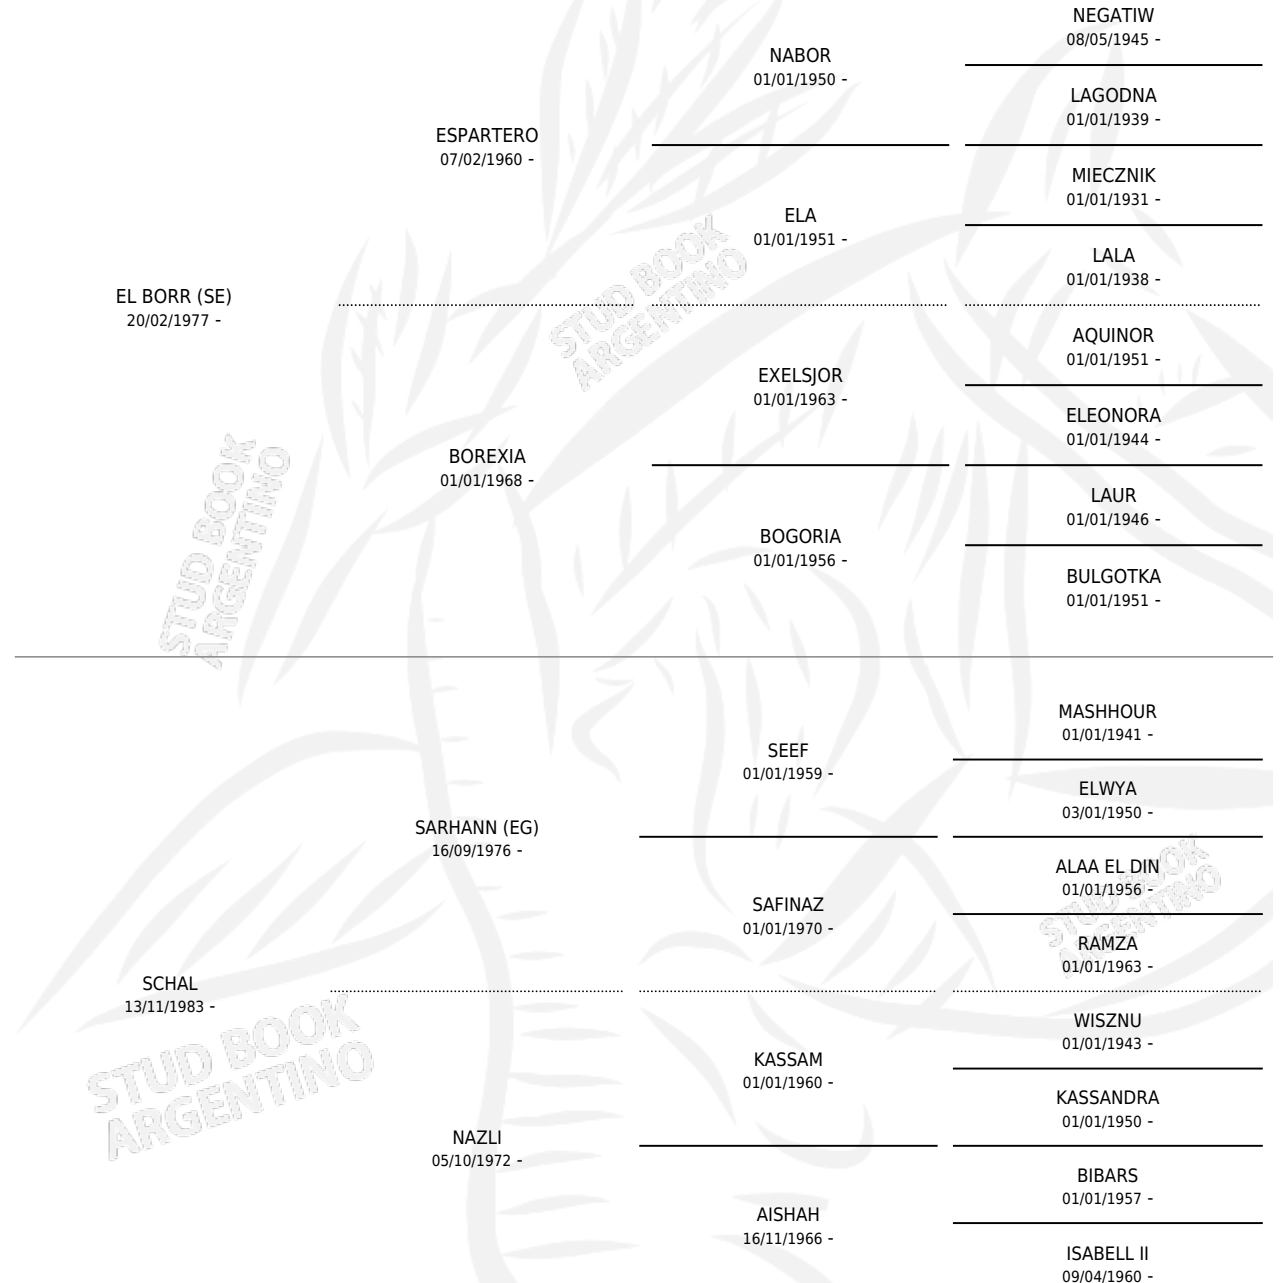 NEGATIW
08/05/1945 -
NABOR
01/01/1950 -
LAGODNA
01/01/1939 -
ESPARTERO
07/02/1960 -
MIECZNIK
01/01/1931 -
ELA
01/01/1951 -
LALA
01/01/1938 -
EL BORR (SE)
20/02/1977 -
AQUINOR
01/01/1951 -
EXELSJOR
01/01/1963 -
ELEONORA
01/01/1944 -
BOREXIA
01/01/1968 -
LAUR
01/01/1946 -
BOGORIA
01/01/1956 -
BULGOTKA
01/01/1951 -
MASHHOUR
01/01/1941 -
SEEF
01/01/1959 -
ELWYA
03/01/1950 -
SARHANN (EG)
16/09/1976 -
ALAA EL DIN
01/01/1956 -
SAFINAZ
01/01/1970 -
RAMZA
01/01/1963 -
SCHAL
13/11/1983 -
WISZNU
01/01/1943 -
KASSAM
01/01/1960 -
KASSANDRA
01/01/1950 -
NAZLI
05/10/1972 -
BIBARS
01/01/1957 -
AISHAH
16/11/1966 -
ISABELL II
09/04/1960 -
STUD BOOK
ARGENTINO
STUD BOOK
ARGENTINO
STUD BOOK
ARGENTINO
STUD BOOK
ARGENTINO